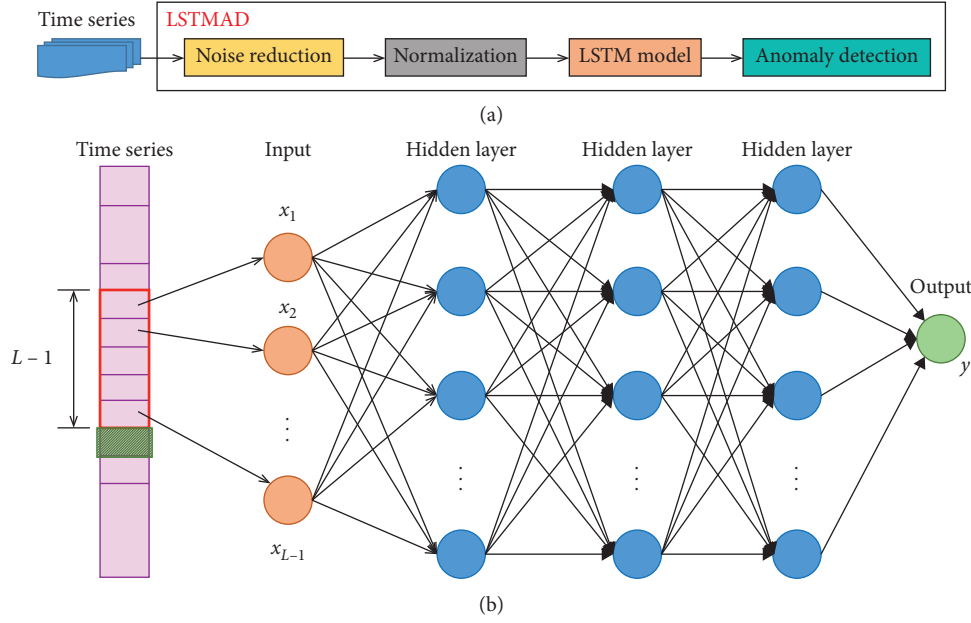 Time series
LSTMAD
Noise reduction
Normalization
LSTM model
Anomaly detection
(a)
Time series
Input
Hidden layer
Hidden layer
Hidden layer
x1
x2
⋮
xL–1
L – 1
⋮
⋮
⋮
Output
y
(b)